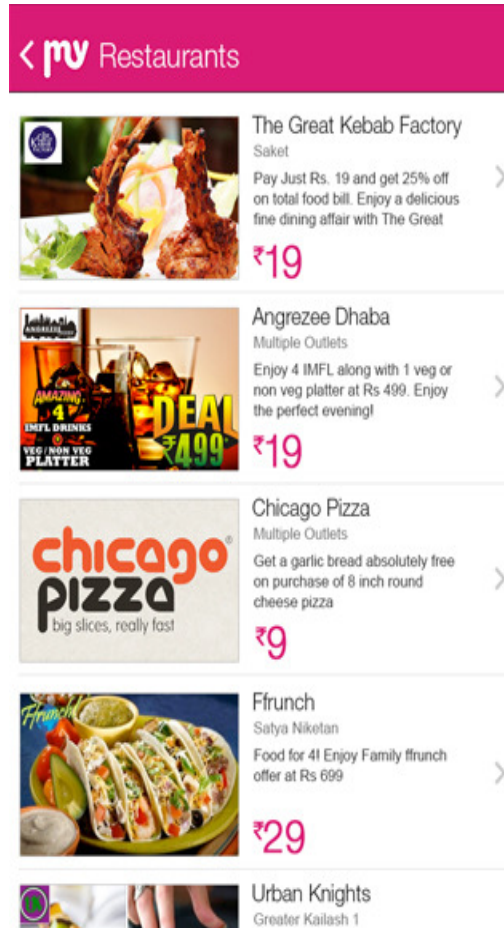 my Restaurants
The Great Kebab Factory
Saket
Pay Just Rs. 19 and get 25% off
on total food bill. Enjoy a delicious
fine dining affair with The Great
₹19
ANGREZEE
AMAZING
4
IMFL DRINKS
VEG / NON VEG
PLATTER
DEAL
₹499*
Angrezee Dhaba
Multiple Outlets
Enjoy 4 IMFL along with 1 veg or
non veg platter at Rs 499. Enjoy
the perfect evening!
₹19
chicago®
pizza
big slices, really fast
Chicago Pizza
Multiple Outlets
Get a garlic bread absolutely free
on purchase of 8 inch round
cheese pizza
₹9
Ffrunch!
Ffrunch
Satya Niketan
Food for 4! Enjoy Family ffrunch
offer at Rs 699
₹29
Urban Knights
Greater Kailash 1